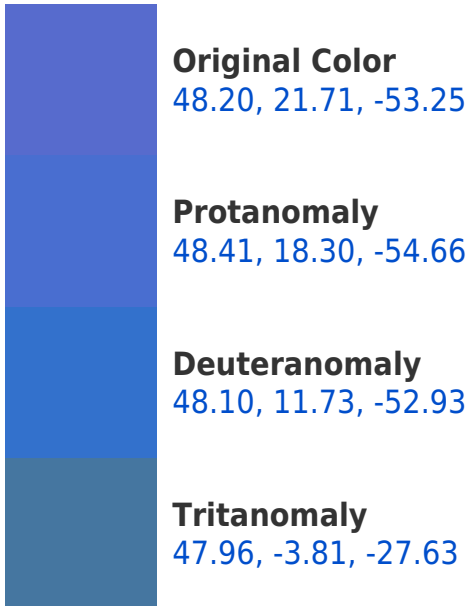 Original Color
48.20, 21.71, -53.25
Protanomaly
48.41, 18.30, -54.66
Deuteranomaly
48.10, 11.73, -52.93
Tritanomaly
47.96, -3.81, -27.63